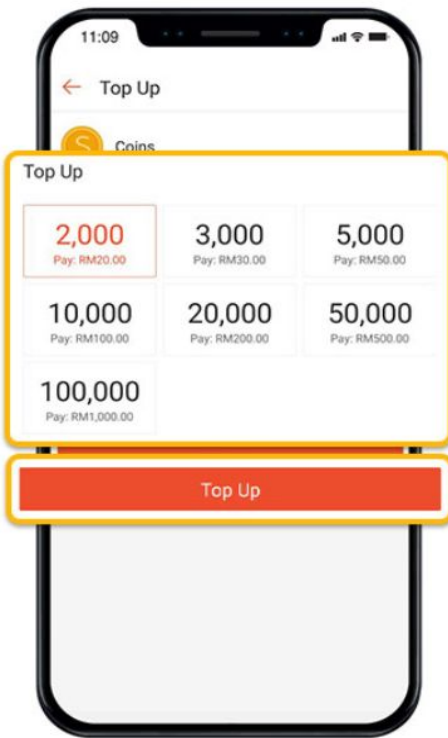 11:09
← Top Up
S Coins
Top Up
2,000 3,000 5,000
Pay: RM20.00 Pay: RM30.00 Pay: RM50.00
10,000 20,000 50,000
Pay: RM100.00 Pay: RM200.00 Pay: RM500.00
100,000
Pay: RM1,000.00
Top Up